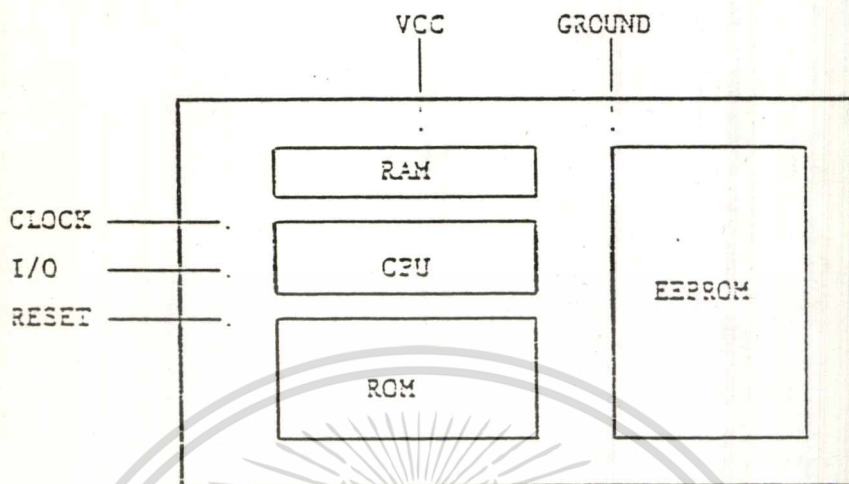 VCC GROUND
RAM
CLOCK
I/O CPU
EEPROM
RESET
ROM